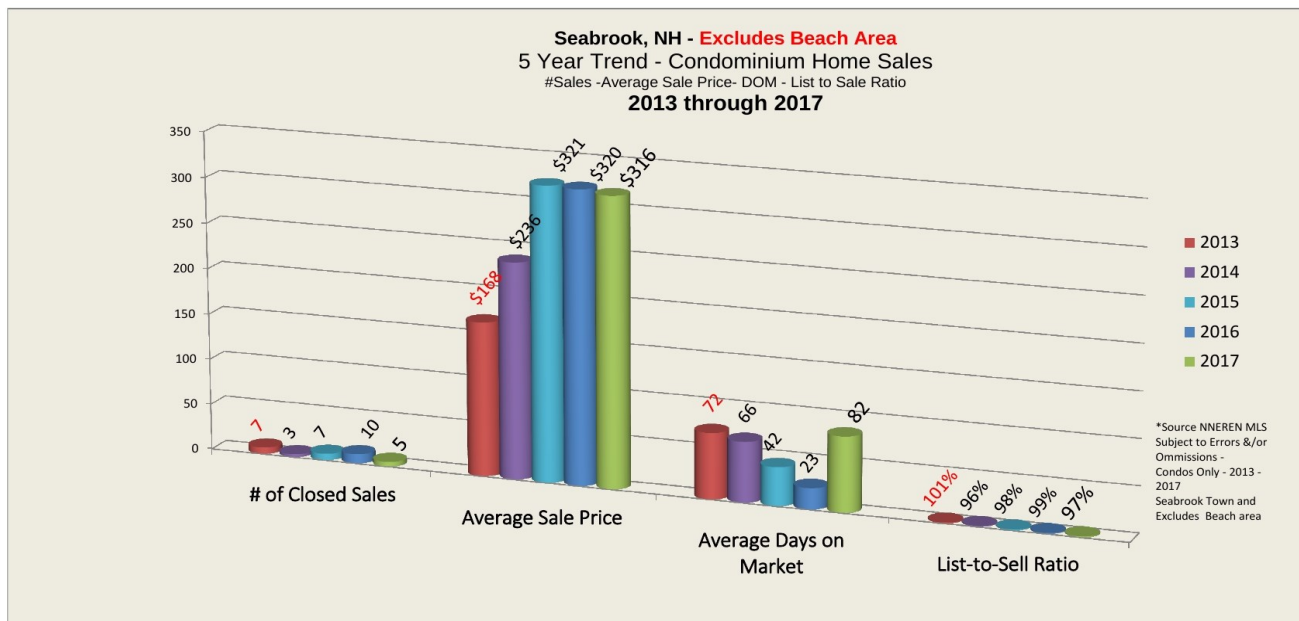 Seabrook, NH - Excludes Beach Area
5 Year Trend - Condominium Home Sales
#Sales -Average Sale Price- DOM - List to Sale Ratio
2013 through 2017
350
300
250
200
150
100
50
0
7
3
7
10
5
$168
$236
$321
$320
$316
72
66
42
23
82
101%
96%
98%
99%
97%
# of Closed Sales
Average Sale Price
Average Days on
Market
List-to-Sell Ratio
2013
2014
2015
2016
2017
*Source NNEREN MLS
Subject to Errors &/or
Ommissions -
Condos Only - 2013 -
2017
Seabrook Town and
Excludes Beach area